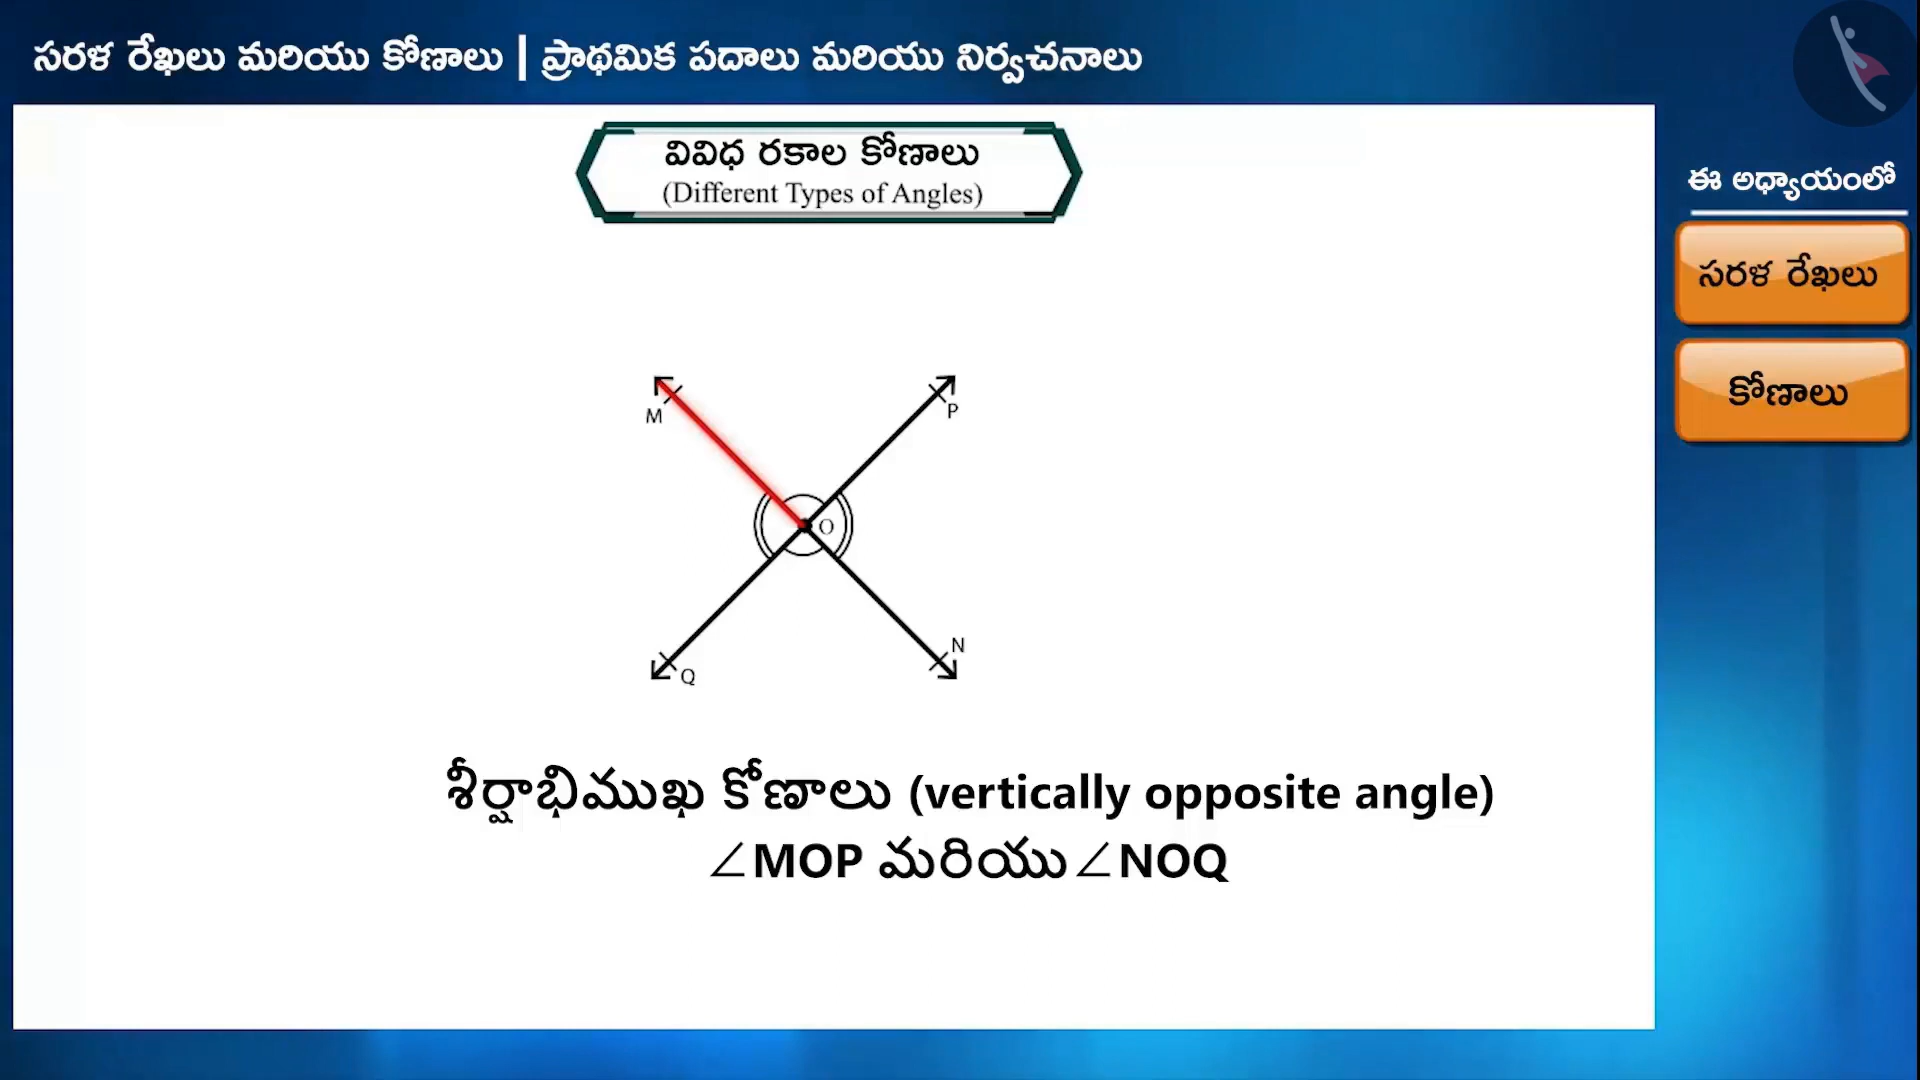 సరళ రేఖలు మరియు కోణాలు | ప్రాథమిక పదాలు మరియు నిర్వచనాలు
వివిధ రకాల కోణాలు
(Different Types of Angles)
ఈ అధ్యాయంలో
సరళ రేఖలు
కోణాలు
M
P
O
N
Q
శీర్షాభిముఖ కోణాలు (vertically opposite angle)
∠MOP మరియు∠NOQ